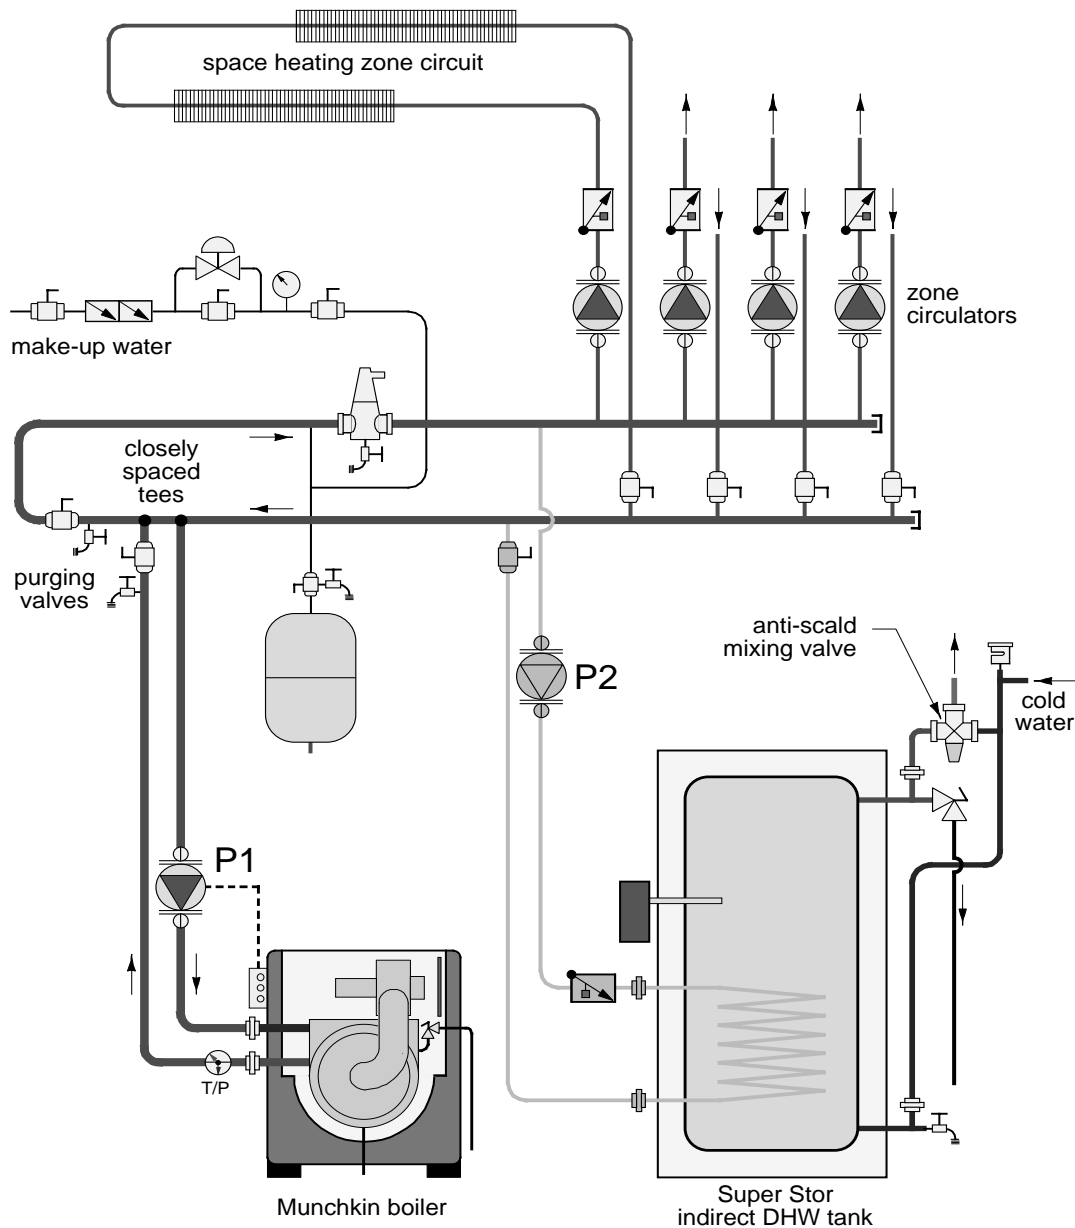 space heating zone circuit
zone
circulators
make-up water
closely
spaced
tees
purging
valves
anti-scald
mixing valve
P2
cold
water
P1
T/P
Munchkin boiler
Super Stor
indirect DHW tank